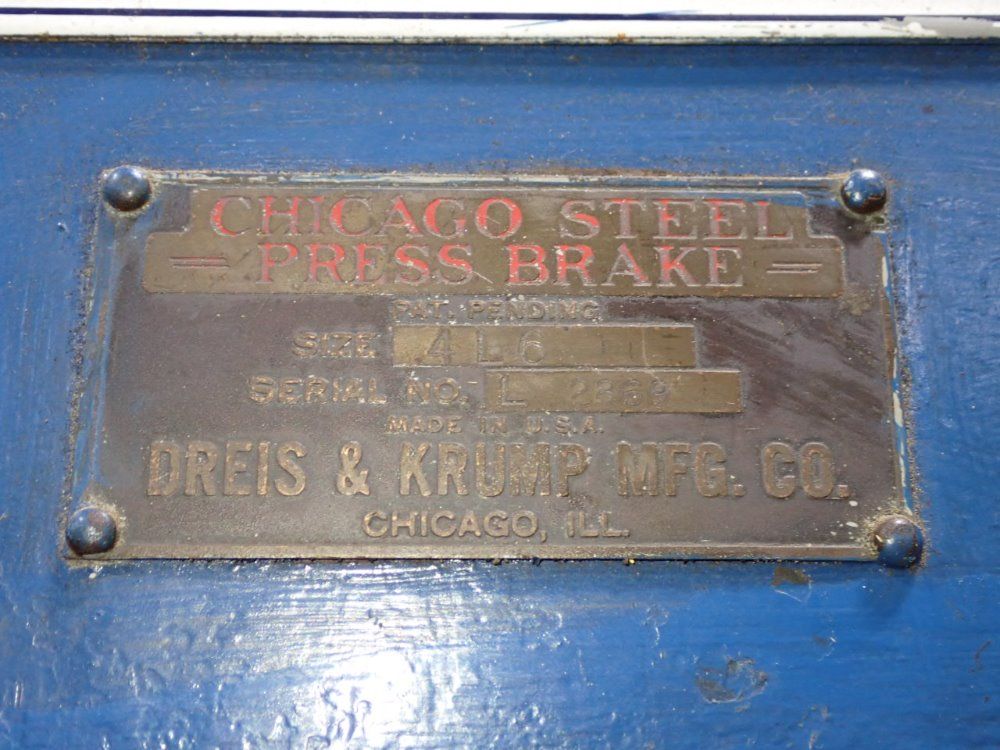 CHICAGO STEEL
PRESS BRAKE
PAT. PENDING
SIZE 4 L 6
SERIAL NO. L
MADE IN U.S.A.
DREIS & KRUMP MFG. CO.
CHICAGO, ILL.